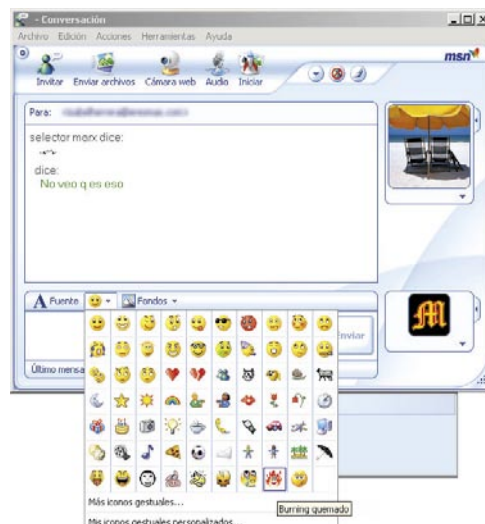 - Conversación
Archivo Edición Acciones Herramientas Ayuda
msn
Invitar Enviar archivos Cámara web Audio Iniciar
Para:
selector marx dice:
dice:
No veo q es eso
A Fuente Fondos
Enviar
Último mensa
M
Más iconos gestuales...
Burning quemado
Mis iconos gestuales personalizados...